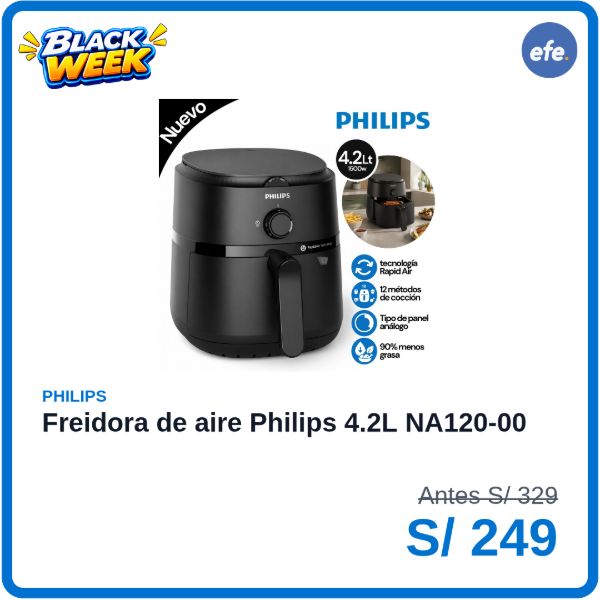 BLACK
WEEK
efe.
Nuevo
PHILIPS
4.2Lt
1500w
PHILIPS
tecnología
Rapid Air
12 métodos
de cocción
Tipo de panel
análogo
90% menos
grasa
PHILIPS
Freidora de aire Philips 4.2L NA120-00
Antes S/ 329
S/ 249